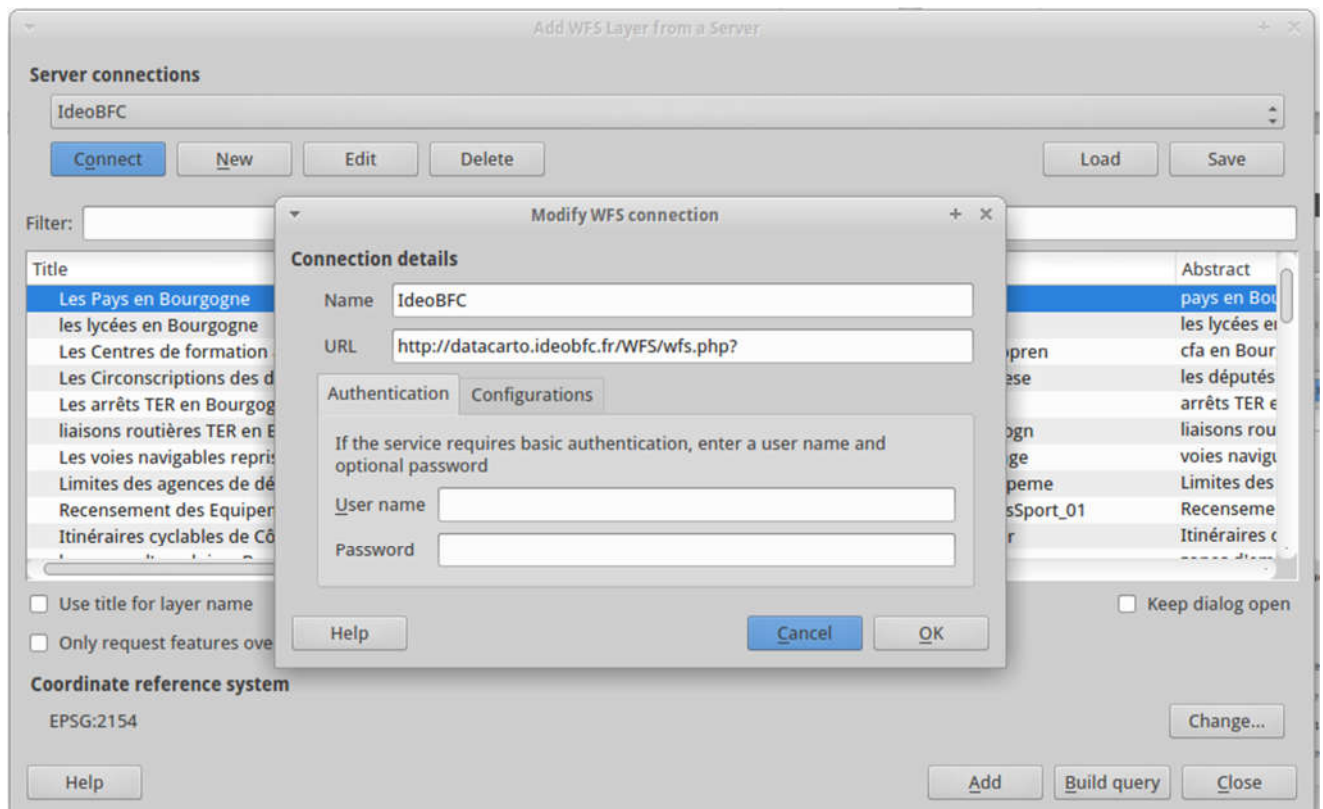 Add WFS Layer from a Server
Server connections
IdeoBFC
Connect New Edit Delete Load Save
Filter:
Modify WFS connection
Connection details
Name IdeoBFC
URL http://datacarto.ideobfc.fr/WFS/wfs.php?
Authentication Configurations
If the service requires basic authentication, enter a user name and
optional password
User name
Password
Help Cancel OK
Title Abstract
Les Pays en Bourgogne pays en Bou
les lycées en Bourgogne les lycées e
Les Centres de formation pren cfa en Bour
Les Circonscriptions des d ese les députés
Les arrêts TER en Bourgog arrêts TER e
liaisons routières TER en B ogn liaisons rou
Les voies navigables repris ge voies navigu
Limites des agences de dé peme Limites des
Recensement des Equiper sSport_01 Recenseme
Itinéraires cyclables de Cô r Itinéraires c
Use title for layer name Keep dialog open
Only request features ove
Coordinate reference system
EPSG:2154 Change...
Help Add Build query Close